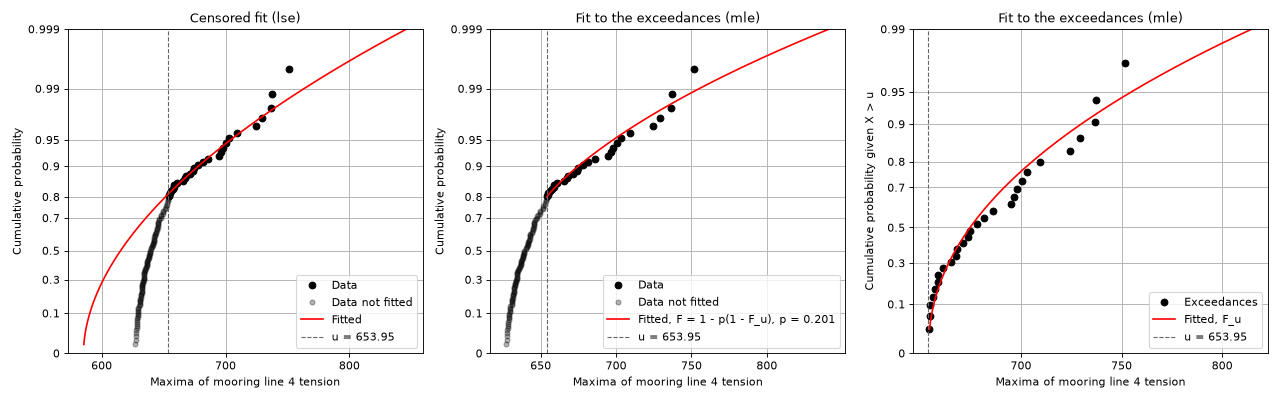 Censored fit (lse)
Cumulative probability
0.999
0.99
0.95
0.9
0.8
0.7
0.5
0.3
0.1
0
600
700
800
Maxima of mooring line 4 tension
Data
Data not fitted
Fitted
u = 653.95
Fit to the exceedances (mle)
Cumulative probability
0.999
0.99
0.95
0.9
0.8
0.7
0.5
0.3
0.1
0
650
700
750
800
Maxima of mooring line 4 tension
Data
Data not fitted
Fitted, F = 1 - p(1 - F_u), p = 0.201
u = 653.95
Fit to the exceedances (mle)
Cumulative probability given X > u
0.99
0.95
0.9
0.8
0.7
0.5
0.3
0.1
0
700
750
800
Maxima of mooring line 4 tension
Exceedances
Fitted, F_u
u = 653.95